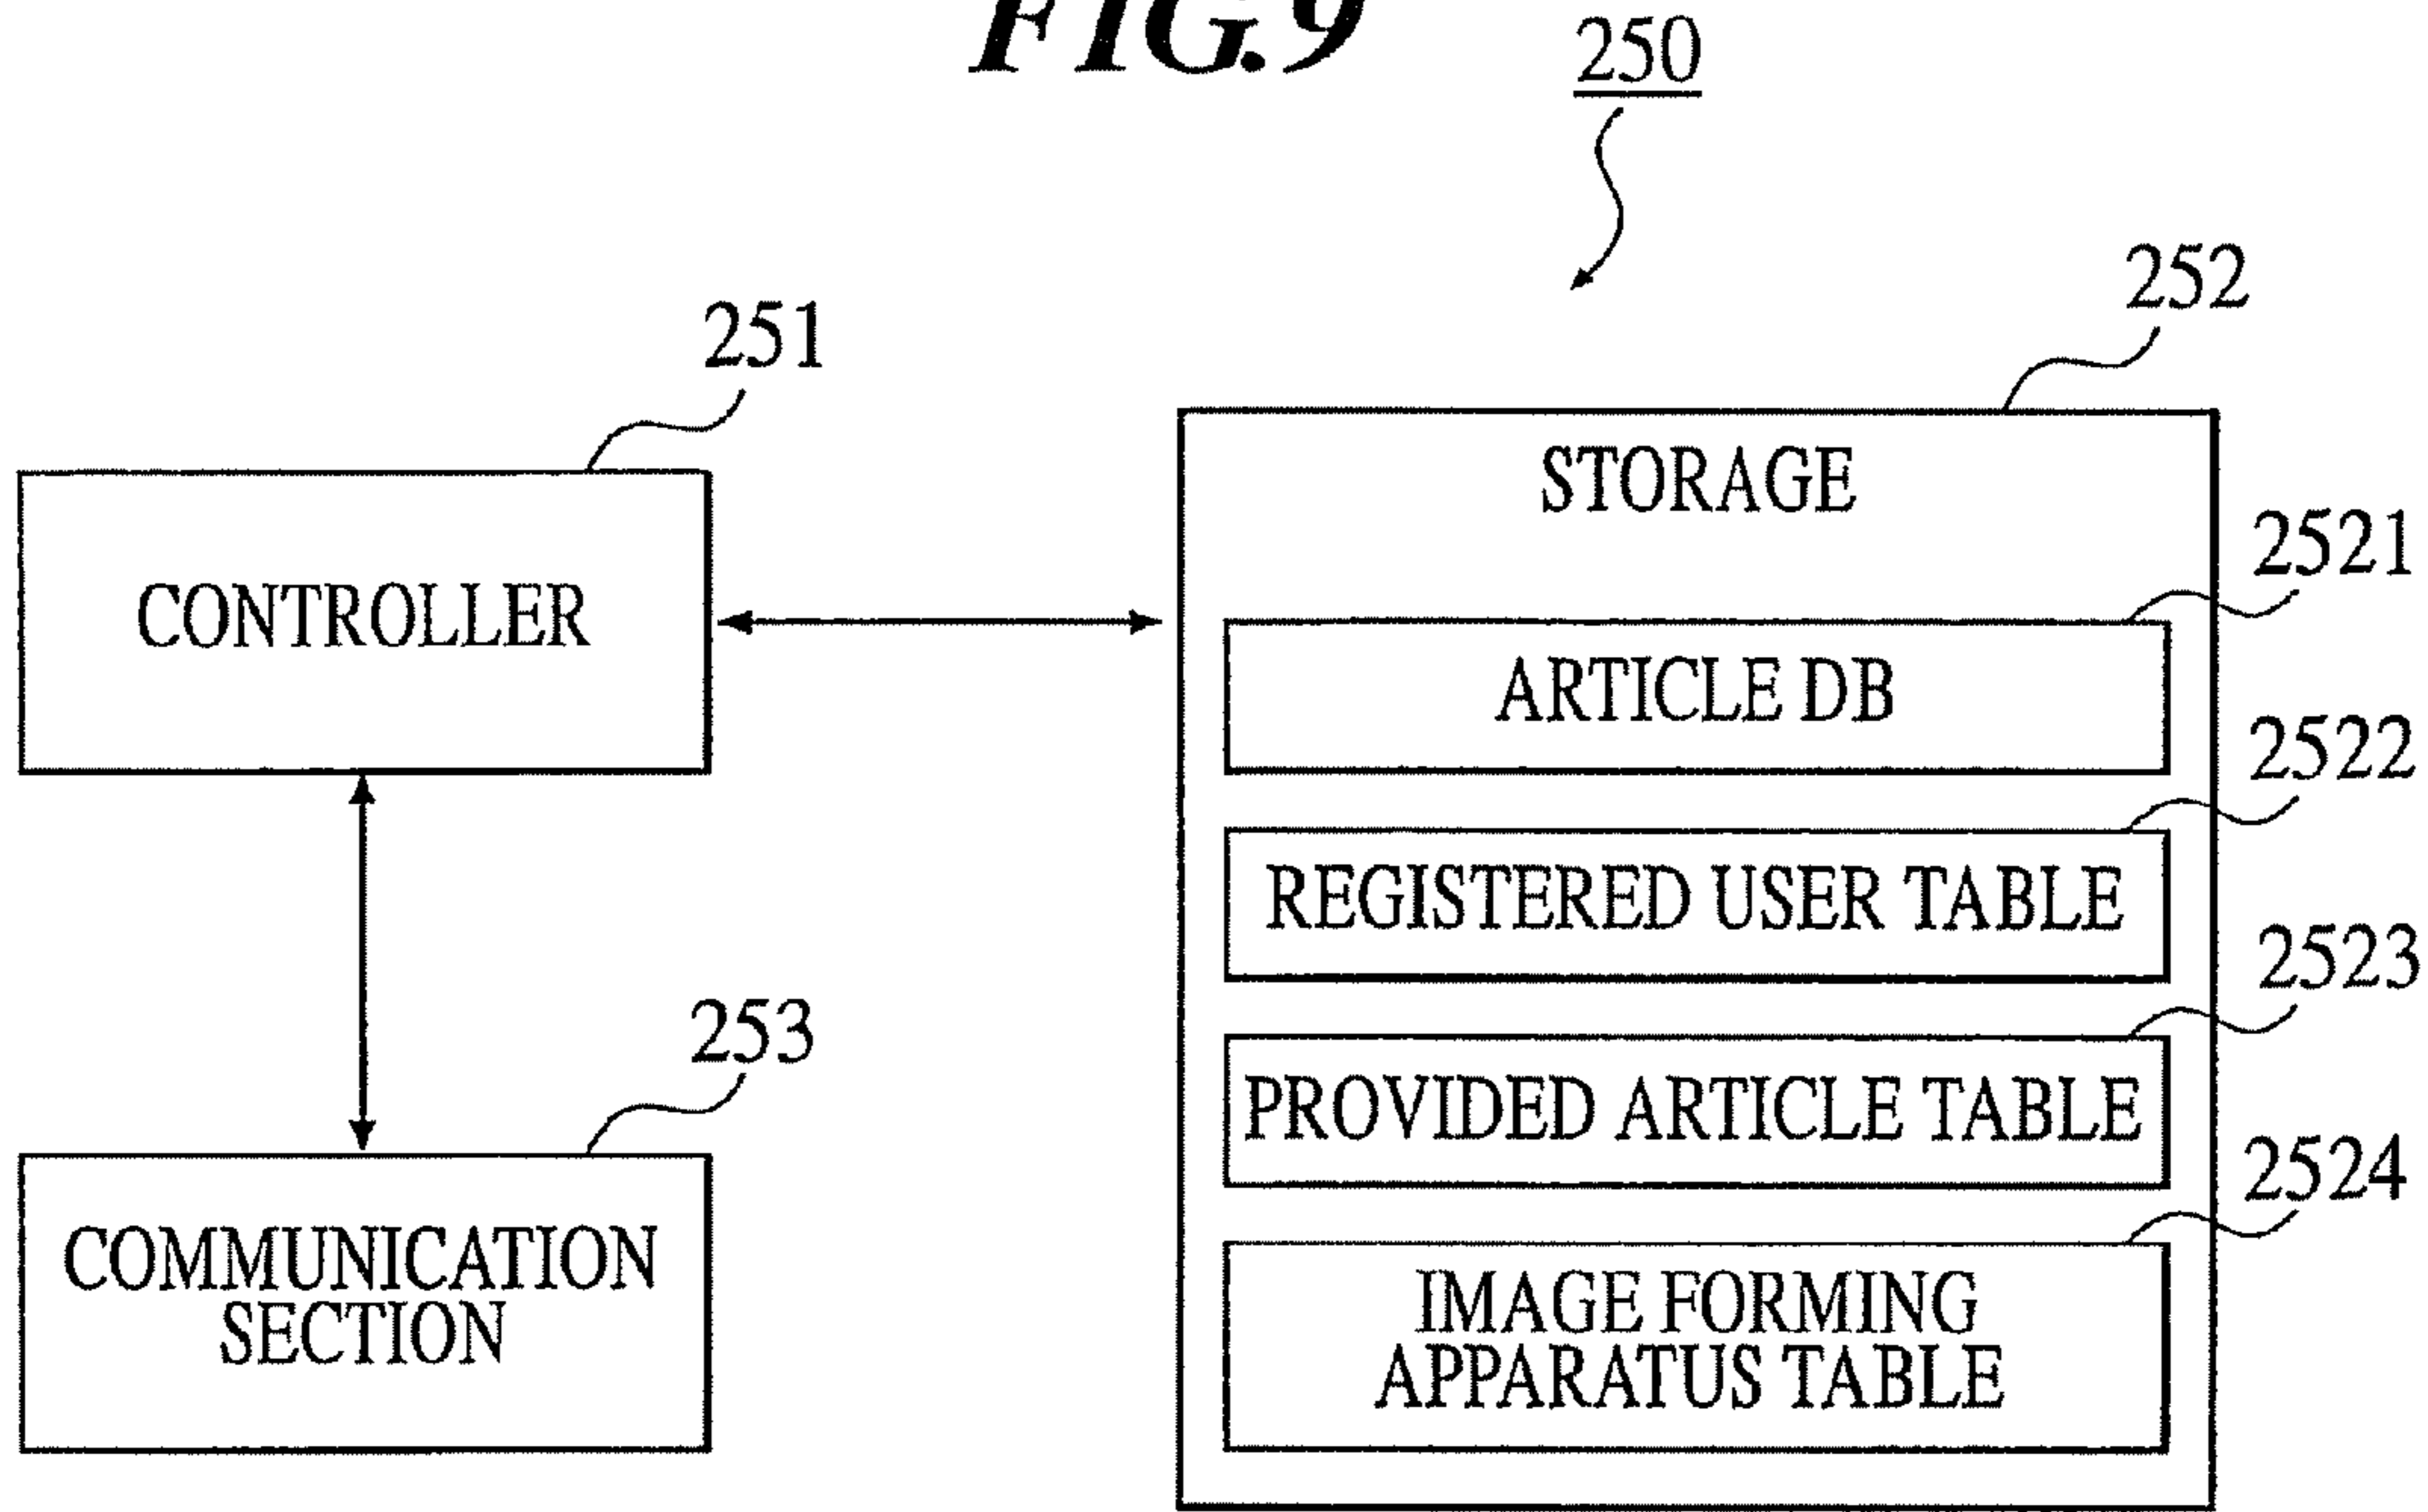 FIG.9
250
251
252
STORAGE
CONTROLLER
2521
ARTICLE DB
2522
REGISTERED USER TABLE
2523
PROVIDED ARTICLE TABLE
253
2524
COMMUNICATION
SECTION
IMAGE FORMING
APPARATUS TABLE